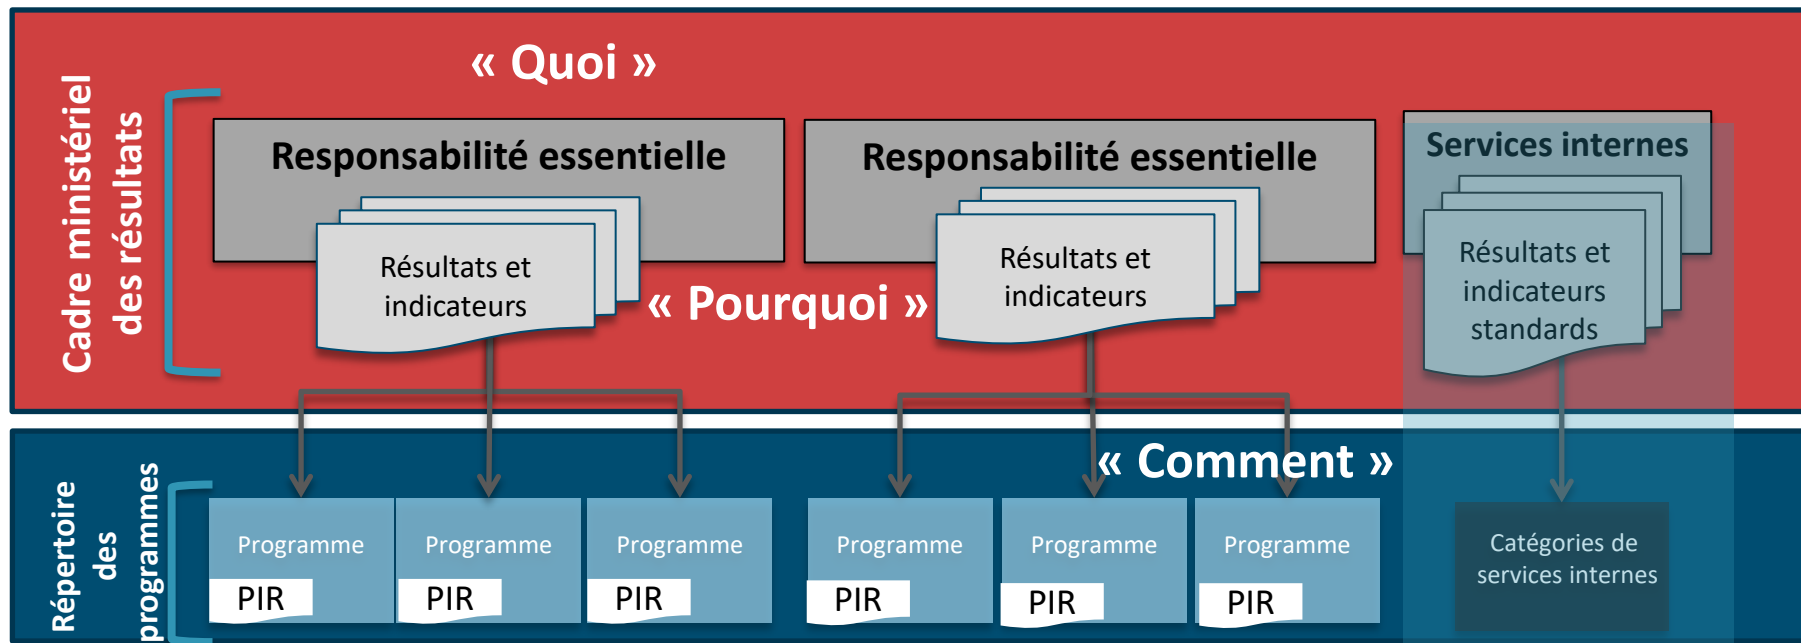 « Quoi »
Cadre ministériel
des résultats
Responsabilité essentielle
Résultats et
indicateurs
« Pourquoi »
Responsabilité essentielle
Résultats et
indicateurs
Services internes
Résultats et
indicateurs
standards
« Comment »
Répertoire
des
programmes
Programme
PIR
Programme
PIR
Programme
PIR
Programme
PIR
Programme
PIR
Programme
PIR
Catégories de
services internes